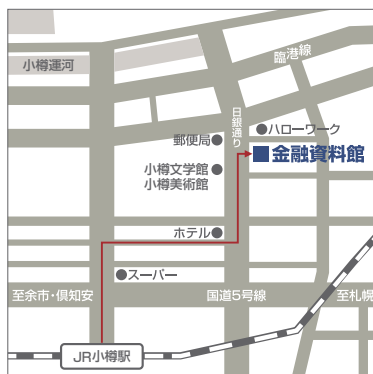 小樽運河
臨港線
日銀通り
ハローワーク
郵便局
金融資料館
小樽文学館
小樽美術館
ホテル
スーパー
至余市・倶知安
国道5号線
至札幌
JR小樽駅